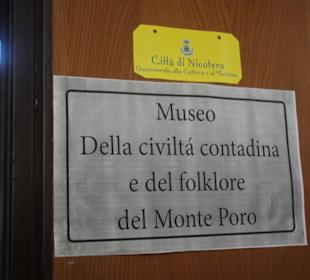 Città di Nicotera
Assessorato alla Cultura e al Turismo
Museo
Della civiltá contadina
e del folklore
del Monte Poro